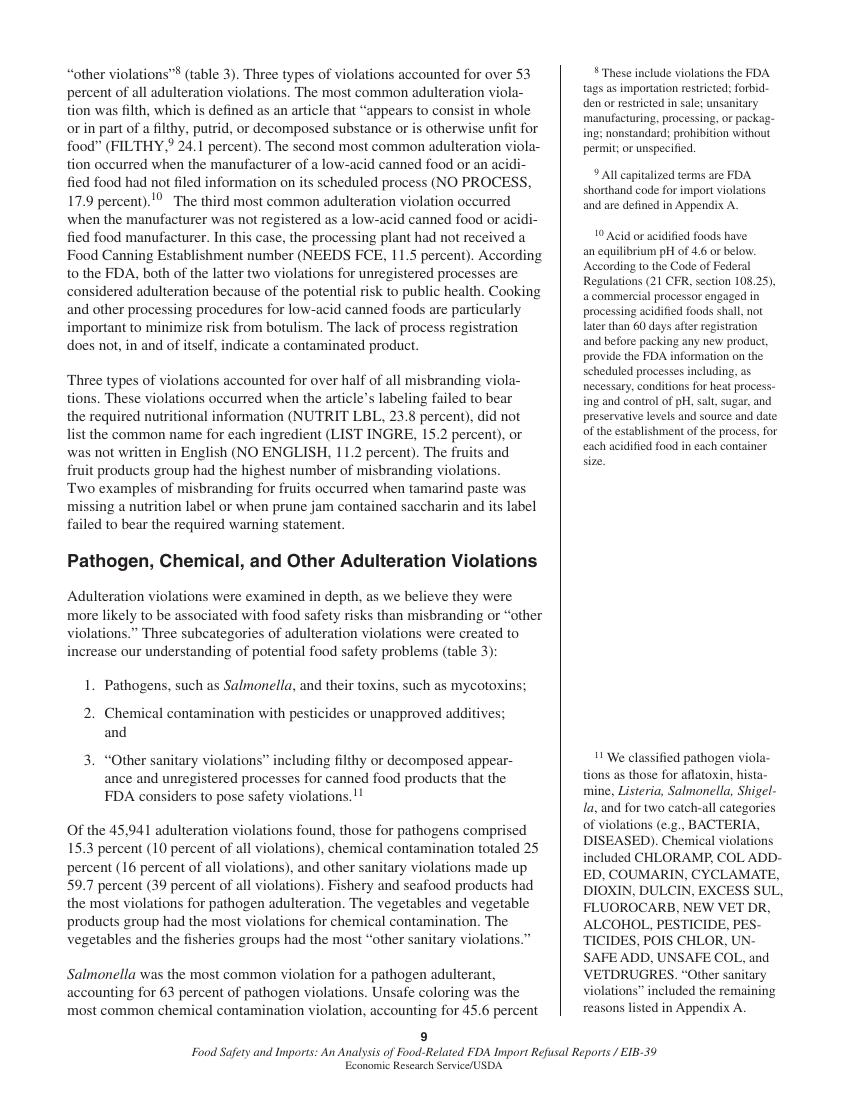 “other violations”8 (table 3). Three types of violations accounted for over 53
percent of all adulteration violations. The most common adulteration viola-
tion was filth, which is defined as an article that “appears to consist in whole
or in part of a filthy, putrid, or decomposed substance or is otherwise unfit for
food” (FILTHY,9 24.1 percent). The second most common adulteration viola-
tion occurred when the manufacturer of a low-acid canned food or an acidi-
fied food had not filed information on its scheduled process (NO PROCESS,
17.9 percent).10 The third most common adulteration violation occurred
when the manufacturer was not registered as a low-acid canned food or acidi-
fied food manufacturer. In this case, the processing plant had not received a
Food Canning Establishment number (NEEDS FCE, 11.5 percent). According
to the FDA, both of the latter two violations for unregistered processes are
considered adulteration because of the potential risk to public health. Cooking
and other processing procedures for low-acid canned foods are particularly
important to minimize risk from botulism. The lack of process registration
does not, in and of itself, indicate a contaminated product.
Three types of violations accounted for over half of all misbranding viola-
tions. These violations occurred when the article’s labeling failed to bear
the required nutritional information (NUTRIT LBL, 23.8 percent), did not
list the common name for each ingredient (LIST INGRE, 15.2 percent), or
was not written in English (NO ENGLISH, 11.2 percent). The fruits and
fruit products group had the highest number of misbranding violations.
Two examples of misbranding for fruits occurred when tamarind paste was
missing a nutrition label or when prune jam contained saccharin and its label
failed to bear the required warning statement.
Pathogen, Chemical, and Other Adulteration Violations
Adulteration violations were examined in depth, as we believe they were
more likely to be associated with food safety risks than misbranding or “other
violations.” Three subcategories of adulteration violations were created to
increase our understanding of potential food safety problems (table 3):
1. Pathogens, such as Salmonella, and their toxins, such as mycotoxins;
2. Chemical contamination with pesticides or unapproved additives;
and
3. “Other sanitary violations” including filthy or decomposed appear-
ance and unregistered processes for canned food products that the
FDA considers to pose safety violations.11
Of the 45,941 adulteration violations found, those for pathogens comprised
15.3 percent (10 percent of all violations), chemical contamination totaled 25
percent (16 percent of all violations), and other sanitary violations made up
59.7 percent (39 percent of all violations). Fishery and seafood products had
the most violations for pathogen adulteration. The vegetables and vegetable
products group had the most violations for chemical contamination. The
vegetables and the fisheries groups had the most “other sanitary violations.”
Salmonella was the most common violation for a pathogen adulterant,
accounting for 63 percent of pathogen violations. Unsafe coloring was the
most common chemical contamination violation, accounting for 45.6 percent
8 These include violations the FDA
tags as importation restricted; forbid-
den or restricted in sale; unsanitary
manufacturing, processing, or packag-
ing; nonstandard; prohibition without
permit; or unspecified.
9 All capitalized terms are FDA
shorthand code for import violations
and are defined in Appendix A.
10 Acid or acidified foods have
an equilibrium pH of 4.6 or below.
According to the Code of Federal
Regulations (21 CFR, section 108.25),
a commercial processor engaged in
processing acidified foods shall, not
later than 60 days after registration
and before packing any new product,
provide the FDA information on the
scheduled processes including, as
necessary, conditions for heat process-
ing and control of pH, salt, sugar, and
preservative levels and source and date
of the establishment of the process, for
each acidified food in each container
size.
11 We classified pathogen viola-
tions as those for aflatoxin, hista-
mine, Listeria, Salmonella, Shigel-
la, and for two catch-all categories
of violations (e.g., BACTERIA,
DISEASED). Chemical violations
included CHLORAMP, COL ADD-
ED, COUMARIN, CYCLAMATE,
DIOXIN, DULCIN, EXCESS SUL,
FLUOROCARB, NEW VET DR,
ALCOHOL, PESTICIDE, PES-
TICIDES, POIS CHLOR, UN-
SAFE ADD, UNSAFE COL, and
VETDRUGRES. “Other sanitary
violations” included the remaining
reasons listed in Appendix A.
9
Food Safety and Imports: An Analysis of Food-Related FDA Import Refusal Reports / EIB-39
Economic Research Service/USDA